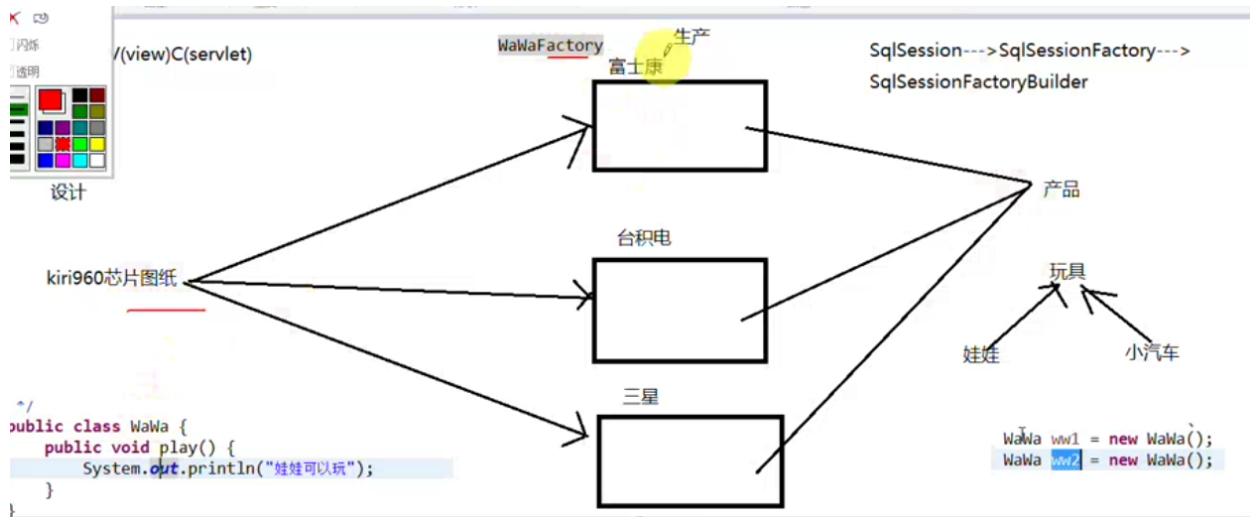 闪烁
透明
/(view)C(servlet)
WaWaFactory
生产
富士康
SqlSession--->SqlSessionFactory--->
SqlSessionFactoryBuilder
设计
产品
台积电
kiri960芯片图纸
玩具
娃娃
小汽车
三星
*/
public class WaWa {
public void play() {
System.out.println("娃娃可以玩");
}
}
WaWa ww1 = new WaWa();
WaWa ww2 = new WaWa();